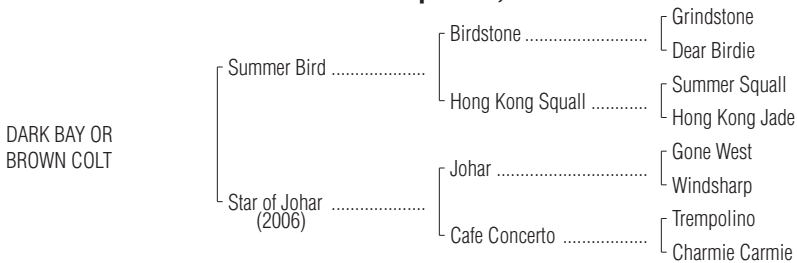 Grindstone
Birdstone ..........................
Dear Birdie
Summer Bird ....................
Summer Squall
Hong Kong Squall ............
Hong Kong Jade
DARK BAY OR
BROWN COLT
Gone West
Johar ................................
Windsharp
Star of Johar ....................
(2006)
Trempolino
Cafe Concerto ..................
Charmie Carmie